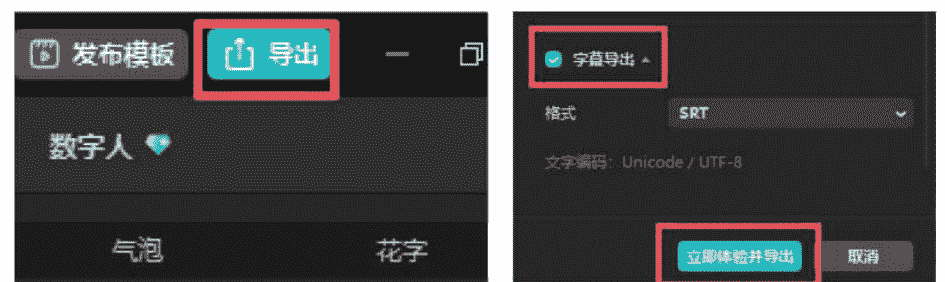 发布模板 导出
数字人
气泡 花字
字幕导出
格式 SRT
文字编码：Unicode / UTF-8
立即体验并导出 取消